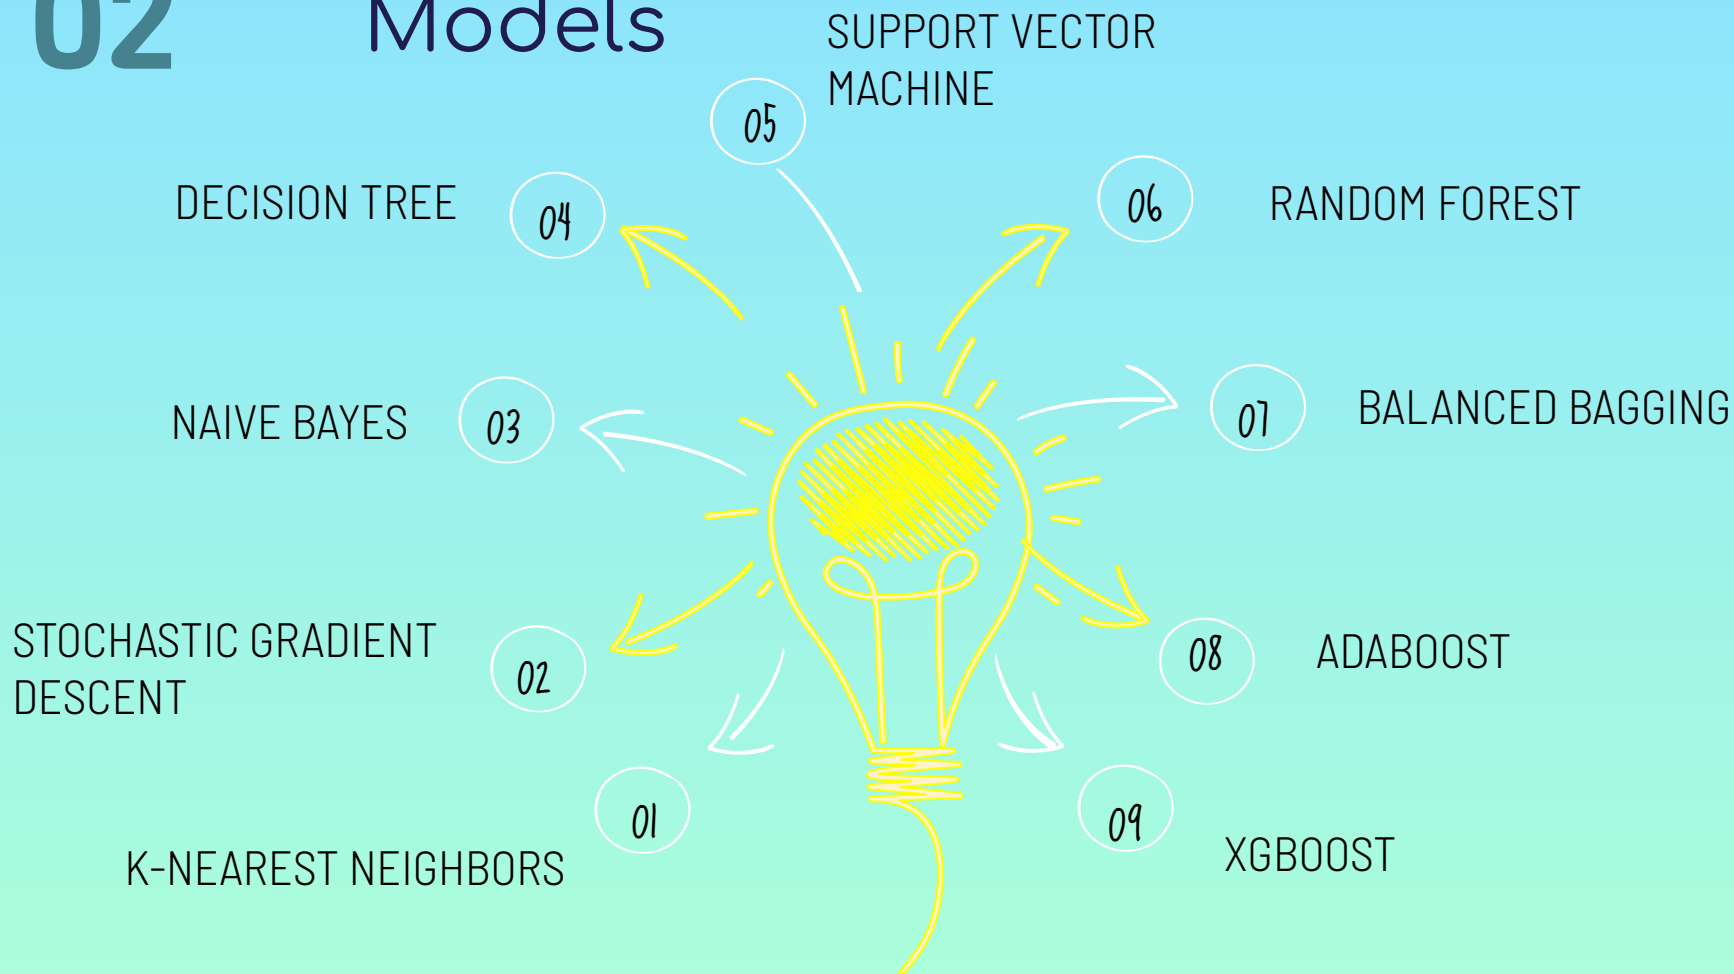 02
Models
SUPPORT VECTOR
MACHINE
05
DECISION TREE
04
06
RANDOM FOREST
NAIVE BAYES
03
07
BALANCED BAGGING
STOCHASTIC GRADIENT
DESCENT
02
08
ADABOOST
01
K-NEAREST NEIGHBORS
09
XGBOOST